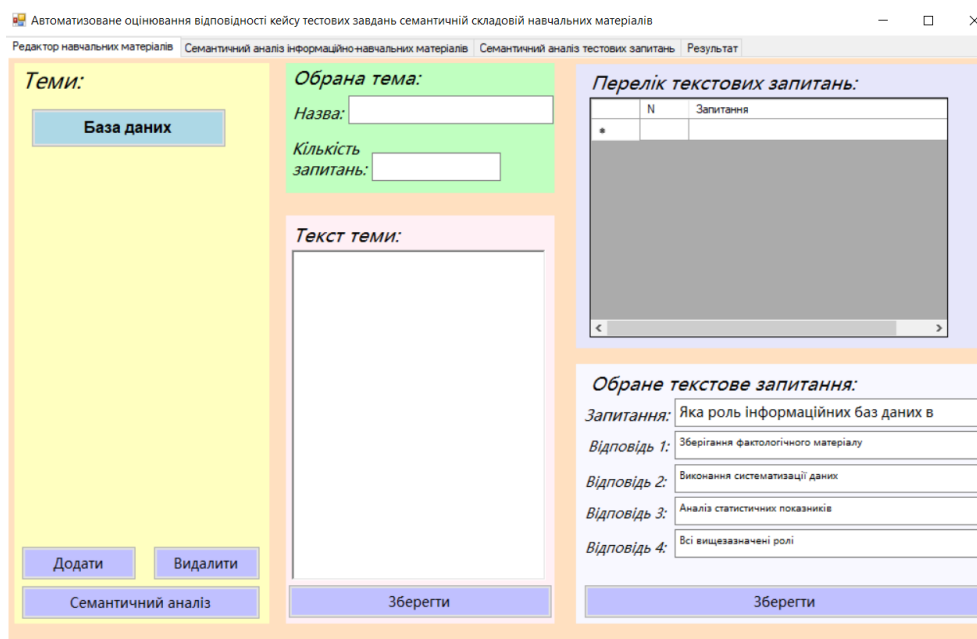 Автоматизоване оцінювання відповідності кейсу тестових завдань семантичній складовій навчальних матеріалів
Редактор навчальних матеріалів Семантичний аналіз інформаційно-навчальних матеріалів Семантичний аналіз тестових запитань Результат
Теми:
База даних
Додати Видалити
Семантичний аналіз
Обрана тема:
Назва:
Кількість
запитань:
Текст теми:
Зберегти
Перелік текстових запитань:
N Запитання
Обране текстове запитання:
Запитання: Яка роль інформаційних баз даних в
Відповідь 1: Зберігання фактологічного матеріалу
Відповідь 2: Виконання систематизації даних
Відповідь 3: Аналіз статистичних показників
Відповідь 4: Всі вищезазначені ролі
Зберегти